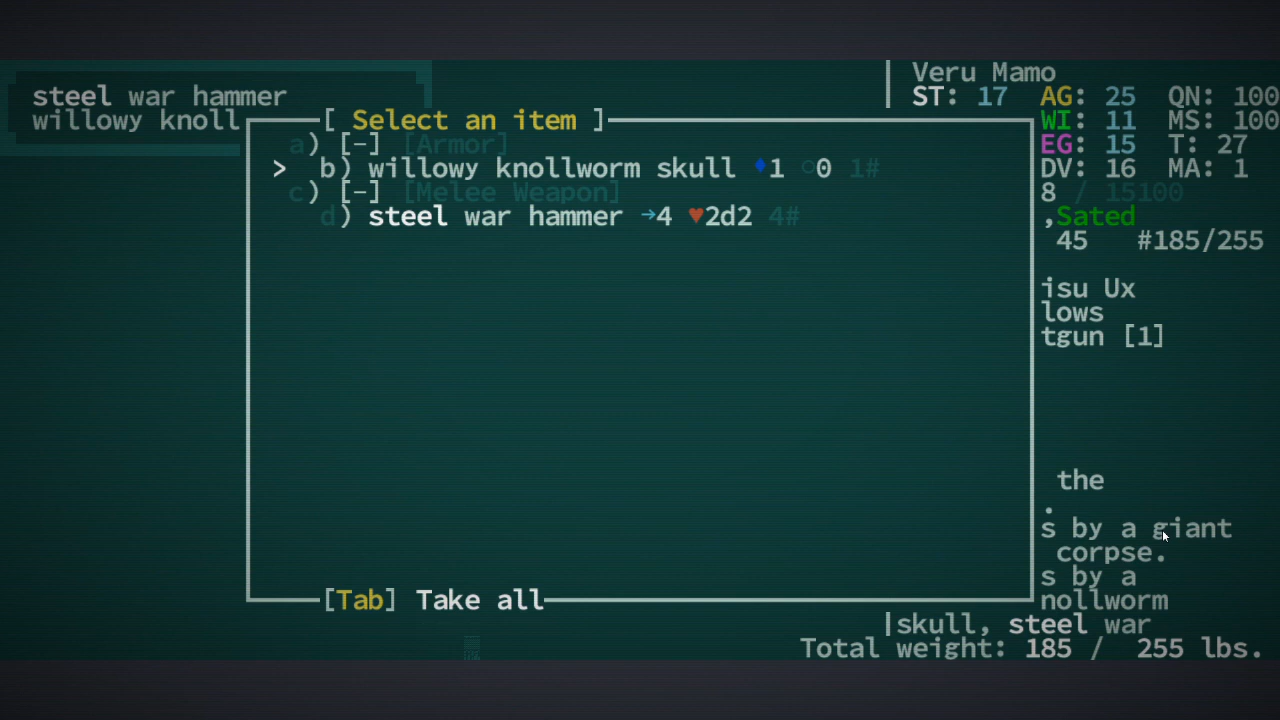 Veru Mamo
steel war hammer
ST: 17 AG: 25 QN: 100
willowy knoll
[ Select an item ]
WI: 11 MS: 100
a) [-] [Armor]
EG: 15 T: 27
> b) willowy knollworm skull ♦1 ○0 1#
DV: 16 MA: 1
c) [-] [Melee Weapon]
8 / 15100
d) steel war hammer →4 ♥2d2 4#
,Sated
45 #185/255
isu Ux
lows
tgun [1]
the
.
s by a giant
corpse.
s by a
[Tab] Take all
nollworm
skull, steel war
Total weight: 185 / 255 lbs.